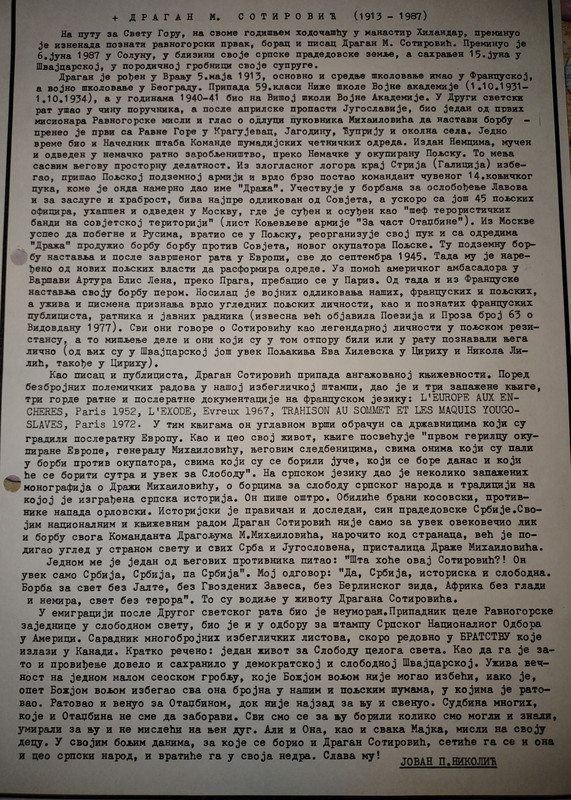 + ДРАГАН М. СОТИРОВИЋ (1913 - 1987)
На путу за Свету Гору, на своме годишњем ходочашћу у манастир Хиландар, преминуо
је изненада познати равногорски првак, борац и писац Драган М. Сотировић. Преминуо је
6.јуна 1987 у Солуну, у близини своје српске прадедовске земље, а сахрањен 15.јуна у
Швајцарској, у породичној гробници своје супруге.
Драган је рођен у Врању 5.маја 1913, основно и средње школовање имао у Француској,
а војно школовање у Београду. Припада 59.класи Ниже школе Војне академије (1.10.1931-
1.10.1934), а у годинама 1940-41 био на Вишој школи Војне Академије. У Други светски
рат ушао у чину поручника, а после априлске пропасти Југославије, био један од првих
мисионара Равногорске мисли и глас о одлуци пуковника Михаиловића да настави борбу -
пренео је први са Равне Горе у Крагујевац, Јагодину, Ћуприју и околна села. Једно
време био и Начелник штаба Команде шумадијских четничких одреда. Издан Немцима, мучен
и одведен у немачко ратно заробљништво, преко Немачке у окупирану Пољску. То мења
сасвим његову просторну делатност. Из злогласног логора крај Стрија (Галиција) избе-
гао, пришао Пољској подземној армији и врло брзо постао командант чувеног 14.коњичког
пука, коме је онда намерно дао име "Дража". Учествује у борбама за ослобођење Лавова
и за заслуге и храброст, бива најпре одликован од Совјета, а ускоро са још 45 пољских
официра, ухапшен и одведен у Москву, где је суђен и осуђен као "шеф терористичких
банди на совјетској територији" (лист Коњевљеве армије "За част Отаџбине"). Из Москве
успео да побегне и Русима, вратио се у Пољску, реорганизује свој пук и са одредима
"Дража" продужио борбу борбу против Совјета, новог окупатора Пољске. Ту подземну бор-
бу наставља и после завршеног рата у Европи, све до септембра 1945. Тада му је наре-
ђено од нових пољских власти да расформира одреде. Уз помоћ америчког амбасадора у
Варшави Артура Блис Лена, преко Прага, пребацио се у Париз. Од тада и из Француске
наставља своју борбу пером. Носилац је војних одликовања наших, француских и пољских,
а ужива и писмена признања врло угледних пољских личности, као и познатих француских
публициста, ратника и јавних радника (извесна већ објавила Поезија и Проза број 63 о
Видовдану 1977). Сви они говоре о Сотировићу као легендарној личности у пољском рези-
стансу, а то мишљење деле и они који су у том отпору били или у рату познавали њега
лично (од њих су у Швајцарској још увек Пољакиња Ева Хилевска у Цириху и Никола Ли-
лић, такође у Цириху).
Као писац и публициста, Драган Сотировић припада ангажованој књижевности. Поред
безбројних полемичких радова у нашој избегличкој штампи, дао је и три запажене књиге,
три горде ратне и послератне документације на француском језику: L'EUROPE AUX EN-
CHERES, Paris 1952, L'EXODE, Evreux 1967, TRAHISON AU SOMMET ET LES MAQUIS YOUGO-
SLAVES, Paris 1972. У тим књигама он углавном врши обрачун са државницима који су
градили послератну Европу. Као и цео свој живот, књиге посвећује "првом герилцу оку-
пиране Европе, генералу Михаиловићу, његовим следбеницима, свима онима који су пали
у борби против окупатора, свима који су се борили јуче, који се боре данас и који
ће се борити сутра и увек за Слободу". На српском језику дао је неколико запажених
монографија о Дражи Михаиловићу, о борцима за слободу српског народа и традицији на
којој је изграђена српска историја. Он пише оштро. Обилиће брани косовски, против-
нике напада орловски. Историјски је правичан и доследан, син прадедовске Србије.Сво-
јим националним и књижевним радом Драган Сотировић није само за увек овековечио лик
и борбу свога Команданта Драгољума М.Михаиловића, нарочито код странаца, већ је по-
дигао углед у страном свету и свих Срба и Југословена, присталица Драже Михаиловића.
Једном ме је један од његових противника питао: "Шта хоће овај Сотировић?! Он
увек само Србија, Србија, па Србија". Мој одговор: "Да, Србија, историска и слободна.
Борба за свет без Јалте, без Гвоздених Завеса, без Берлинског зида, Африка без глади
и немира, свет без терора". То су водиље у животу Драгана Сотировића.
У емиграцији после Другог светског рата био је неуморан.Припадник целе Равногорске
заједнице у слободном свету, био је и у одбору за штампу Српског Националног Одбора
у Америци. Сарадник многобројних избегличких листова, скоро редовно у БРАТСТВУ које
излази у Канади. Кратко речено: један живот за Слободу целога света. Као да га је за-
то и провиђење довело и сахранило у демократској и слободној Швајцарској. Ужива веч-
ност на једном малом сеоском гробљу, које Божјом вољом није могао избећи, иако је,
опет Божјом вољом избегао сва она бројна у нашим и пољским шумама, у којима је рато-
вао. Ратовао и венуо за Отаџбином, док није најзад за њу и свенуо. Судбина многих,
које и Отаџбина не сме да заборави. Сви смо се за њу борили колико смо могли и знали,
умирали за њу и не мислећи на њен дуг. Али и Она, као и свака Мајка, мисли на своју
децу. У својим бољим данима, за које се борио и Драган Сотировић, сетиће га се и она
и цео српски народ, и вратиће га у своја недра. Слава му!
ЈОВАН П.НИКОЛИЋ